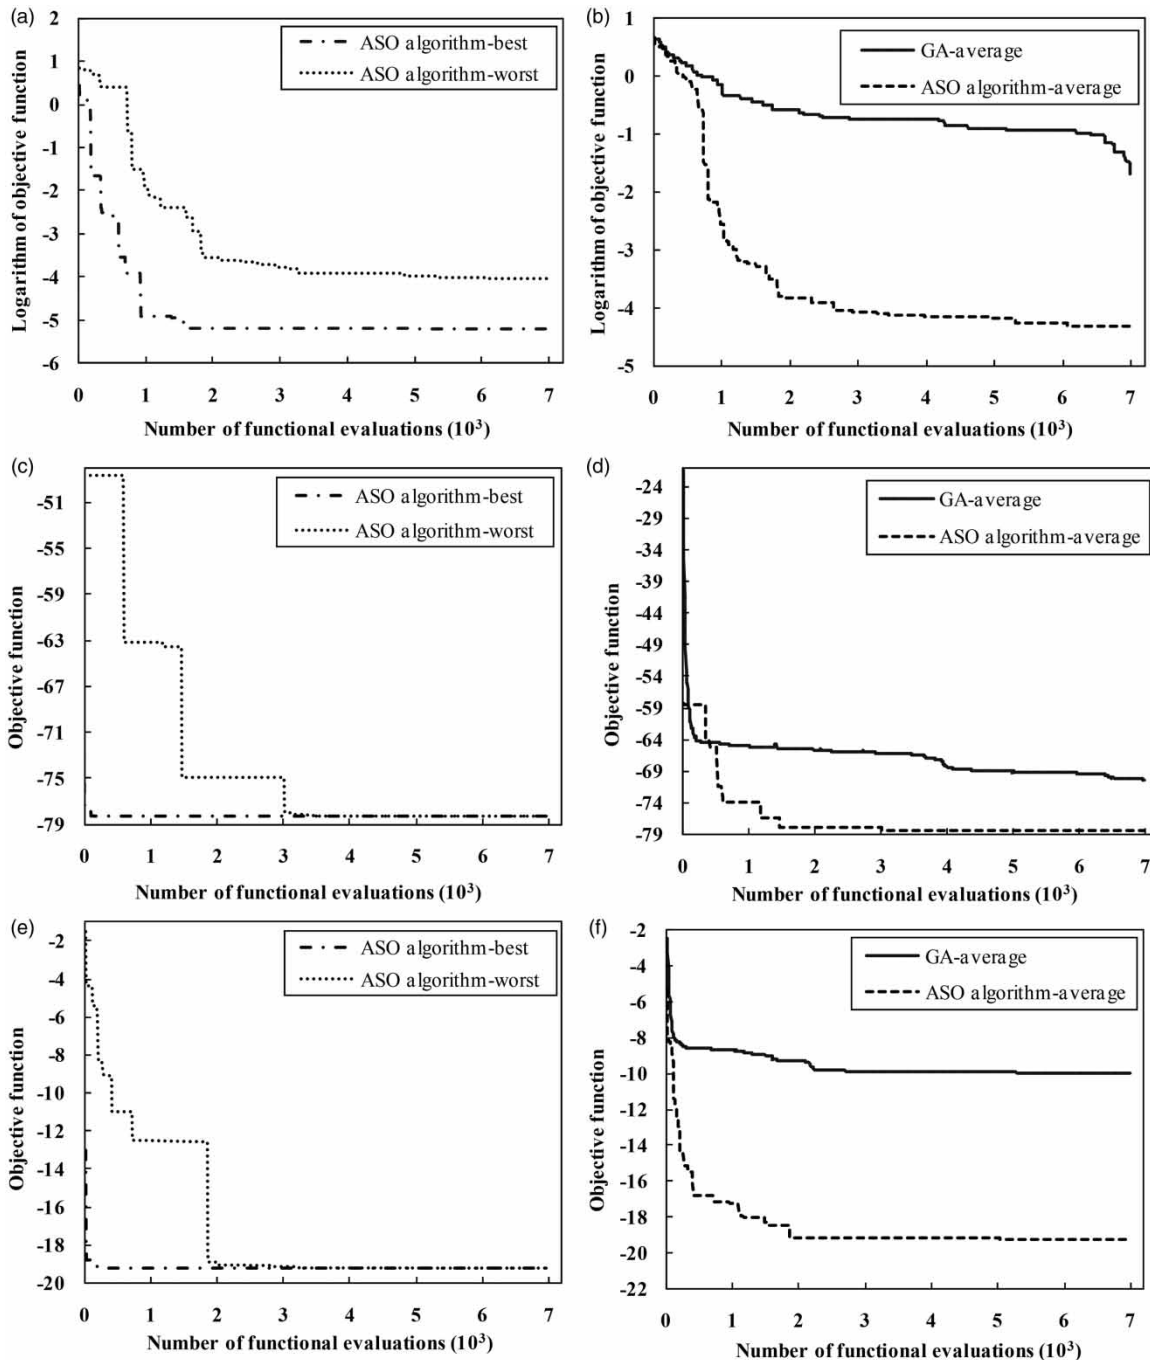 (a)
2
1
0
-1
-2
-3
-4
-5
-6
Logarithm of objective function
ASO algorithm-best
ASO algorithm-worst
0 1 2 3 4 5 6 7
Number of functional evaluations (10³)
(b)
1
0
-1
-2
-3
-4
-5
Logarithm of objective function
GA-average
ASO algorithm-average
0 1 2 3 4 5 6 7
Number of functional evaluations (10³)
(c)
-51
-55
-59
-63
-67
-71
-75
-79
Objective function
ASO algorithm-best
ASO algorithm-worst
0 1 2 3 4 5 6 7
Number of functional evaluations (10³)
(d)
-24
-29
-34
-39
-44
-49
-54
-59
-64
-69
-74
-79
Objective function
GA-average
ASO algorithm-average
0 1 2 3 4 5 6 7
Number of functional evaluations (10³)
(e)
-2
-4
-6
-8
-10
-12
-14
-16
-18
-20
Objective function
ASO algorithm-best
ASO algorithm-worst
0 1 2 3 4 5 6 7
Number of functional evaluations (10³)
(f)
-2
-4
-6
-8
-10
-12
-14
-16
-18
-20
-22
Objective function
GA-average
ASO algorithm-average
0 1 2 3 4 5 6 7
Number of functional evaluations (10³)